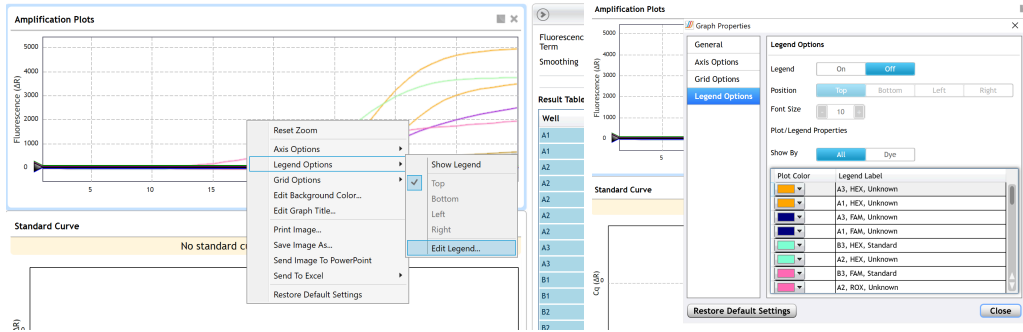 Amplification Plots
5000
4000
3000
2000
1000
0
Fluorescence (ΔR)
5
10
15
Reset Zoom
Axis Options
Legend Options
Grid Options
Edit Background Color...
Edit Graph Title...
Print Image...
Save Image As...
Send Image To PowerPoint
Send To Excel
Restore Default Settings
Show Legend
Top
Bottom
Left
Right
Edit Legend...
Standard Curve
No standard cu
0
Fluorescenc
Term
Smoothing
Result Table
Well
A1
A1
A2
A2
A2
A2
A3
A3
B1
B1
B2
B2
Amplification Plots
5000
4000
3000
2000
1000
0
Fluorescence (ΔR)
5
Standard Curve
Cq (ΔR)
0
Graph Properties
General
Axis Options
Grid Options
Legend Options
Legend Options
Legend On Off
Position Top Bottom Left Right
Font Size - 10 +
Plot/Legend Properties
Show By All Dye
Plot Color Legend Label
A3, HEX, Unknown
A1, HEX, Unknown
A3, FAM, Unknown
A1, FAM, Unknown
B3, HEX, Standard
A2, HEX, Unknown
B3, FAM, Standard
A2, ROX, Unknown
Restore Default Settings
Close